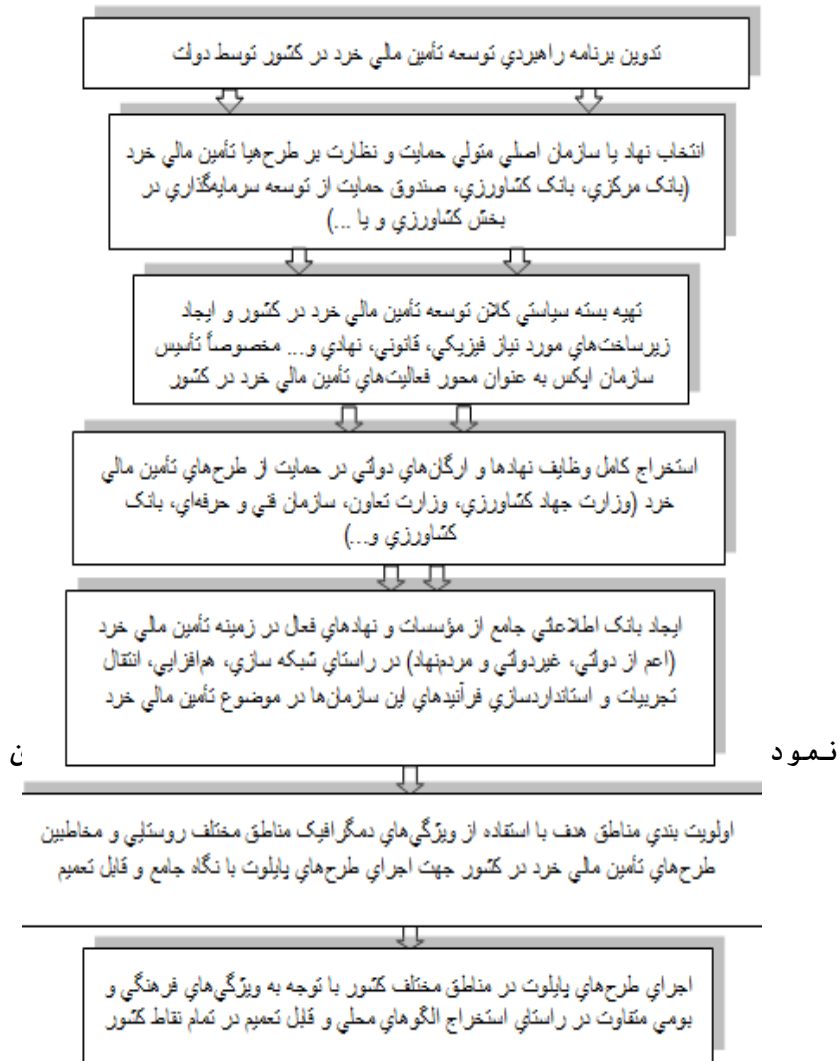 تدوين برنامه راهبردي توسعه تأمين مالي خرد در كشور توسط دولت
انتخاب نهاد يا سازمان اصلي متولي حمايت و نظارت بر طرح‌هيا تأمين مالي خرد
(بانک مركزي، بانک كشاورزي، صندوق حمايت از توسعه سرمايه‌گذاري در
بخش كشاورزي و يا ...)
تهيه بسته سياستي كلان توسعه تأمين مالي خرد در كشور و ايجاد
زيرساخت‌هاي مورد نياز فيزيكي، قانوني، نهادي و... مخصوصاً تأسيس
سازمان اپكس به عنوان محور فعاليت‌هاي تأمين مالي خرد در كشور
استخراج كامل وظايف نهادها و ارگان‌هاي دولتي در حمايت از طرح‌هاي تأمين مالي
خرد (وزارت جهاد كشاورزي، وزارت تعاون، سازمان فني و حرفه‌اي، بانک
كشاورزي و...)
ايجاد بانک اطلاعاتي جامع از مؤسسات و نهادهاي فعال در زمينه تأمين مالي خرد
(اعم از دولتي، غيردولتي و مردم‌نهاد) در راستاي شبكه سازي، هم‌افزايي، انتقال
تجربيات و استانداردسازي فرآيندهاي اين سازمان‌ها در موضوع تأمين مالي خرد
نمود ن
اولويت بندي مناطق هدف با استفاده از ويژگي‌هاي دمگرافيک مناطق مختلف روستايي و مخاطبين
طرح‌هاي تأمين مالي خرد در كشور جهت اجراي طرح‌هاي پايلوت با نگاه جامع و قابل تعميم
اجراي طرح‌هاي پايلوت در مناطق مختلف كشور با توجه به ويژگي‌هاي فرهنگي و
بومي متفاوت در راستاي استخراج الگوهاي محلي و قابل تعميم در تمام نقاط كشور